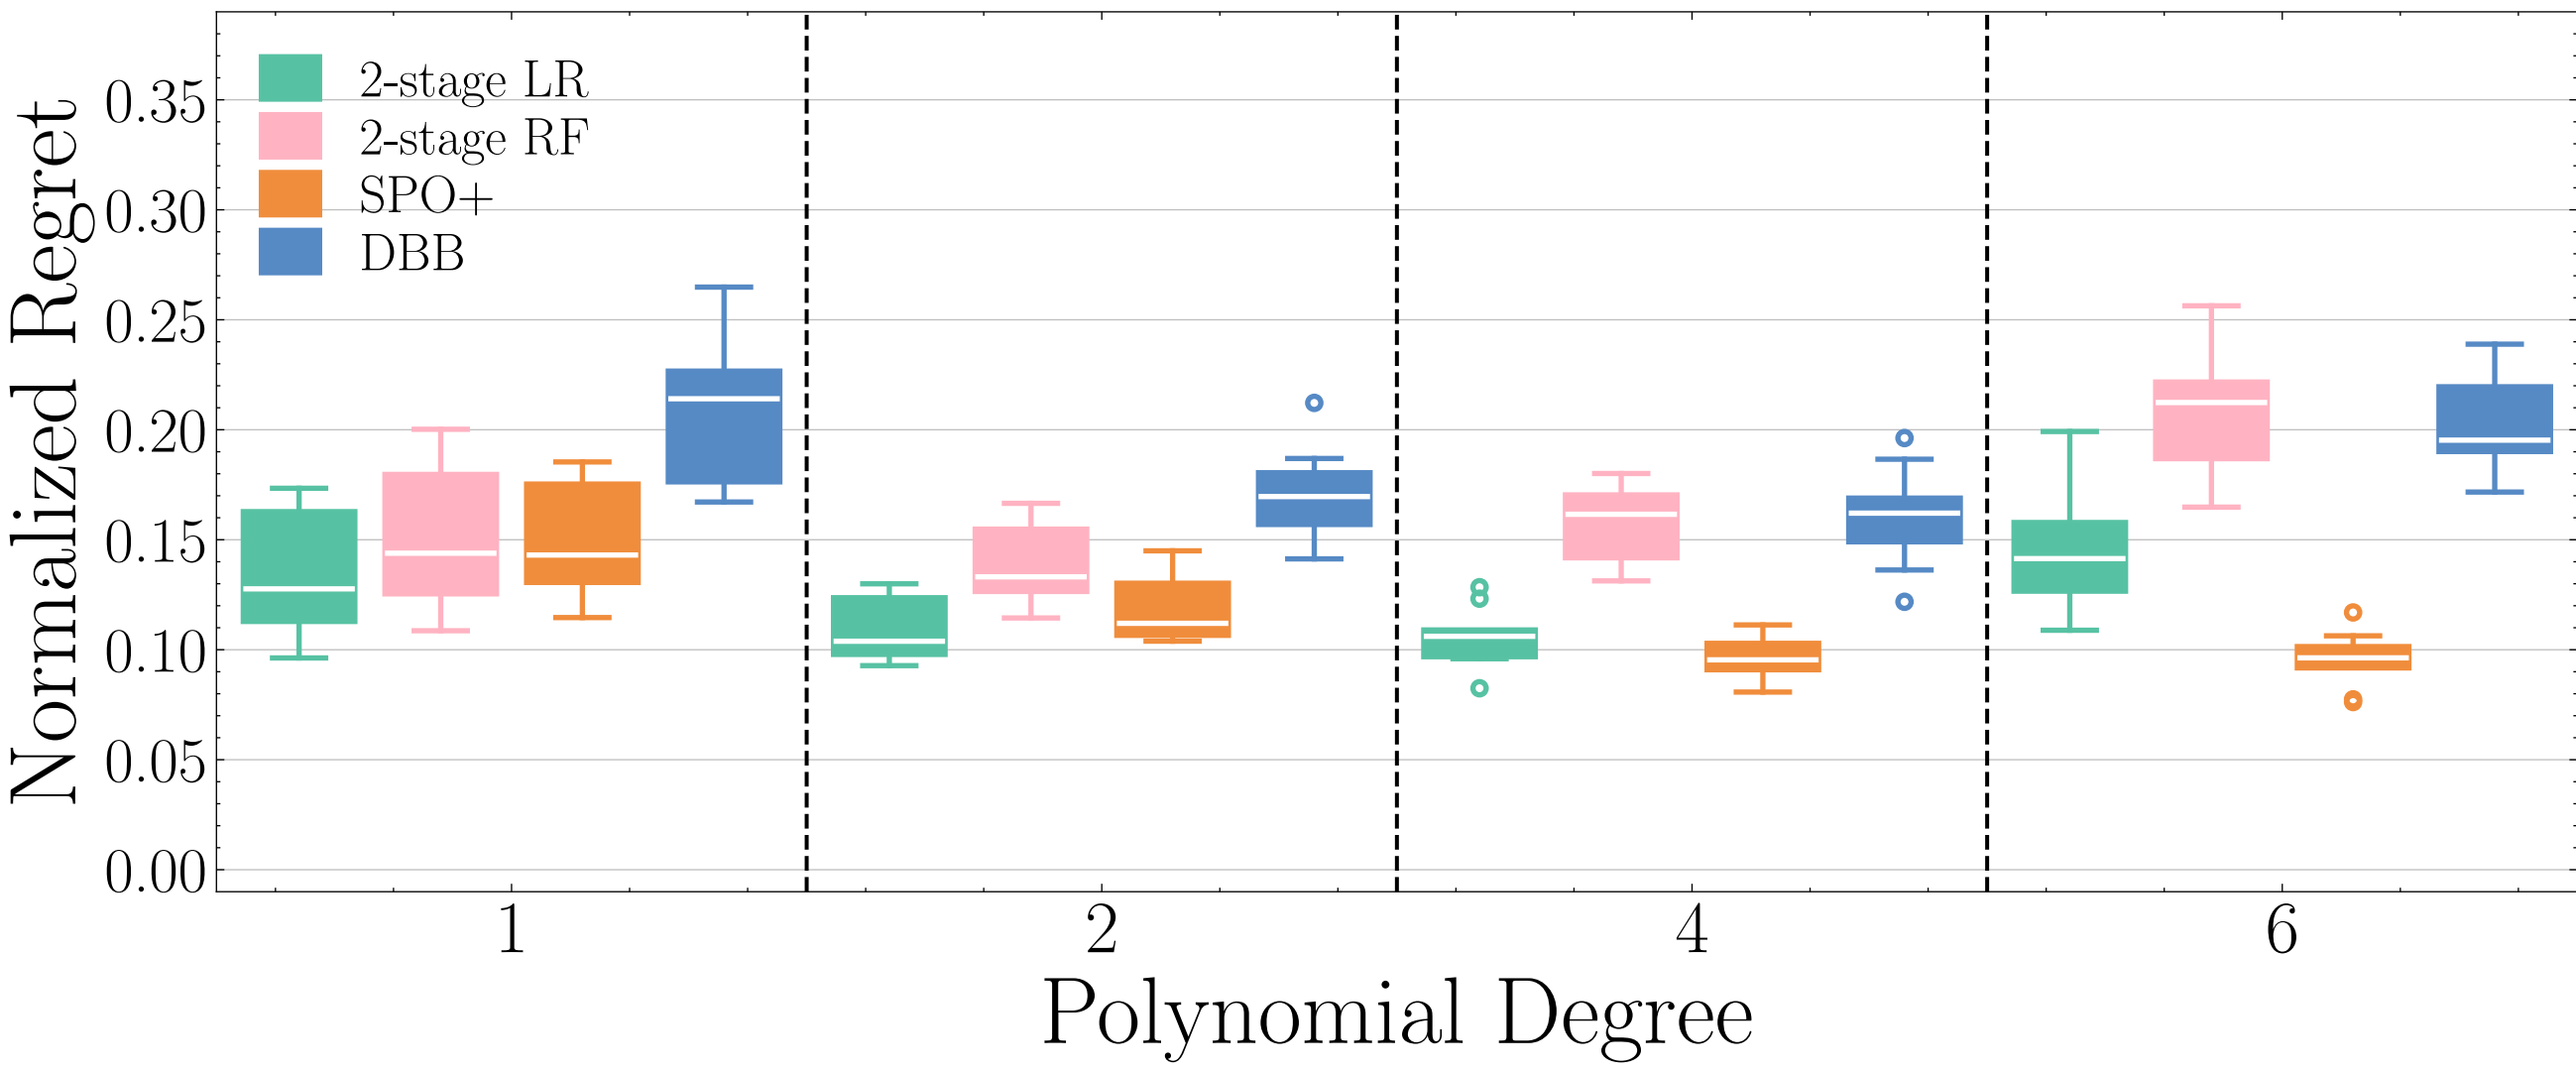 Normalized Regret
0.35
0.30
0.25
0.20
0.15
0.10
0.05
0.00
2-stage LR
2-stage RF
SPO+
DBB
1 2 4 6
Polynomial Degree